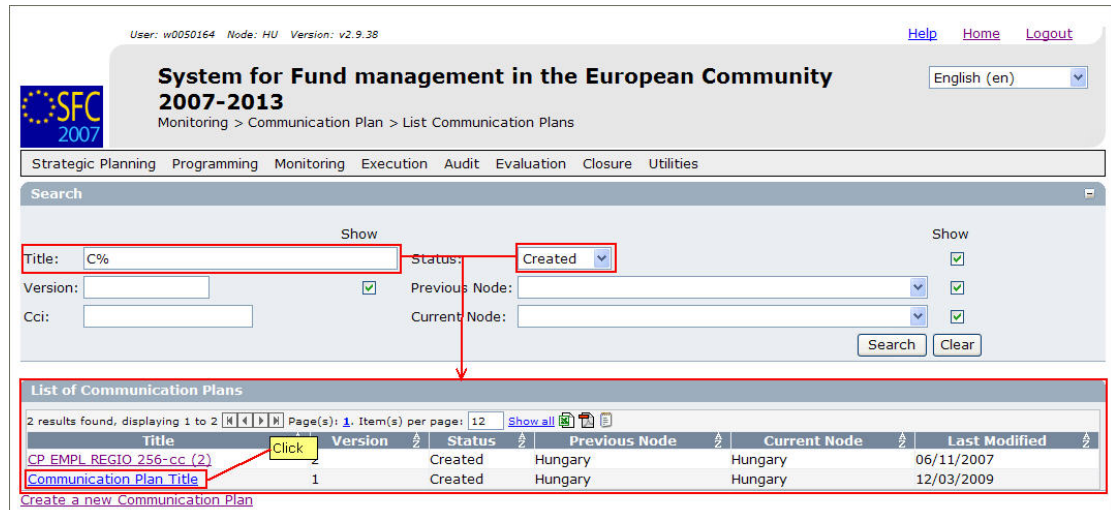 User: w0050164 Node: HU Version: v2.9.38 Help Home Logout
System for Fund management in the European Community
2007-2013
English (en)
SFC
2007
Monitoring > Communication Plan > List Communication Plans
Strategic Planning Programming Monitoring Execution Audit Evaluation Closure Utilities
Search
Show Show
Title: C% Status: Created
Version: Previous Node:
Cci: Current Node:
Search Clear
List of Communication Plans
2 results found, displaying 1 to 2 Page(s): 1. Item(s) per page: 12 Show all
Title Version Status Previous Node Current Node Last Modified
Click
CP EMPL REGIO 256-cc (2) 2 Created Hungary Hungary 06/11/2007
Communication Plan Title 1 Created Hungary Hungary 12/03/2009
Create a new Communication Plan